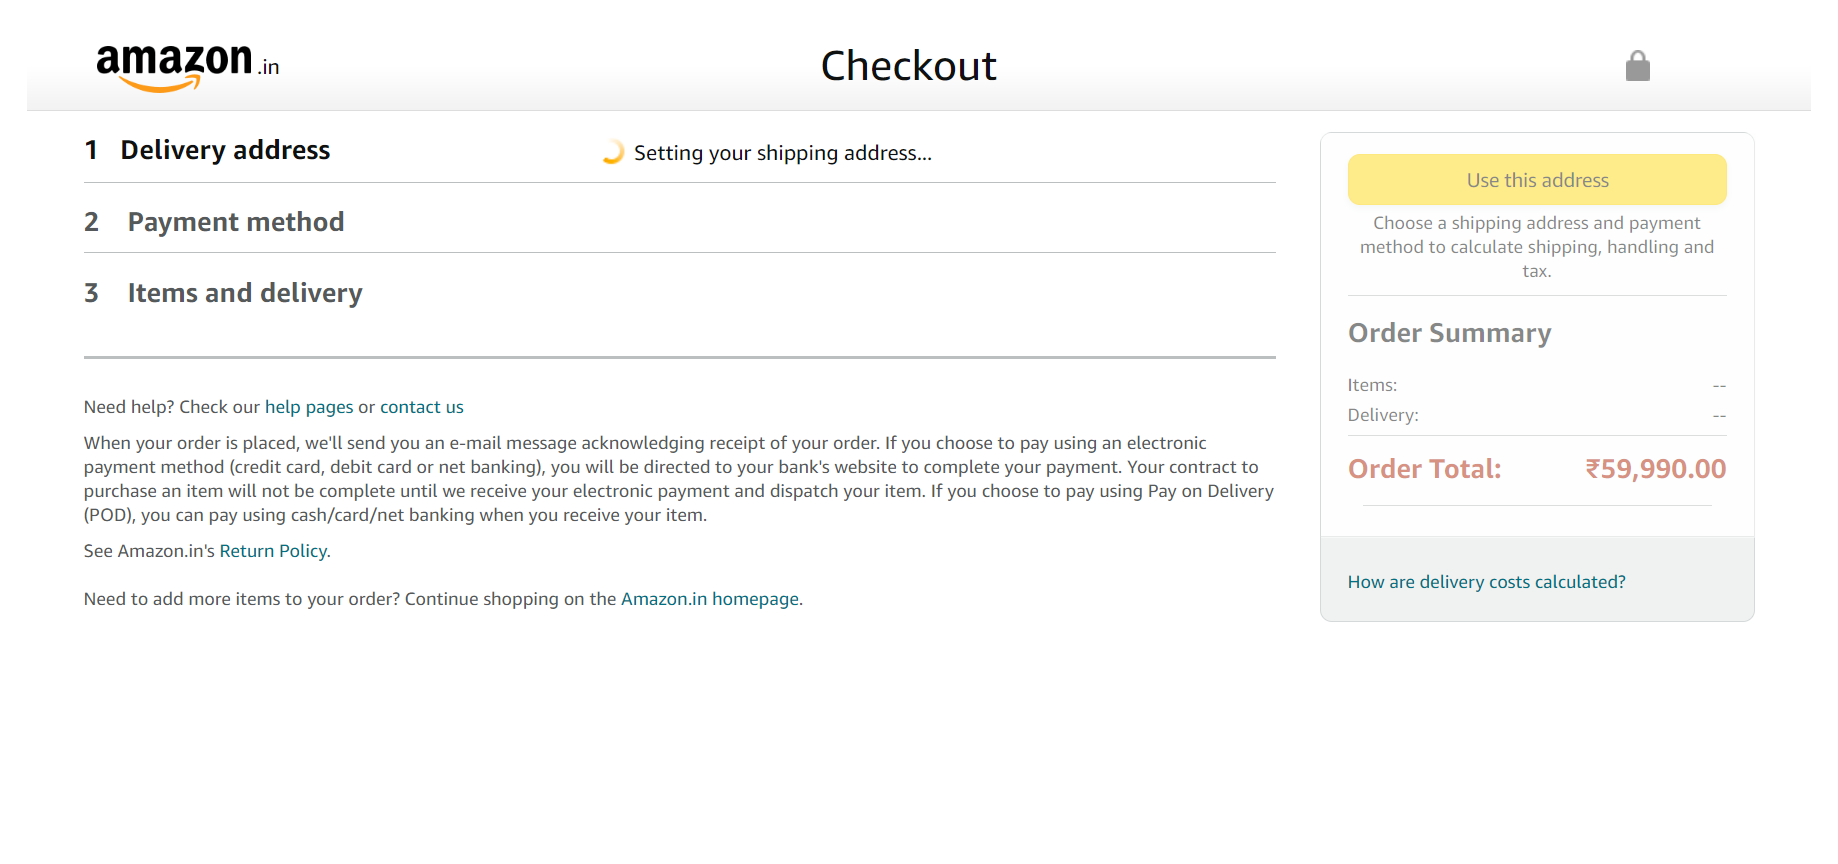 amazon.in
Checkout
1 Delivery address
Setting your shipping address...
2 Payment method
3 Items and delivery
Need help? Check our help pages or contact us
When your order is placed, we'll send you an e-mail message acknowledging receipt of your order. If you choose to pay using an electronic
payment method (credit card, debit card or net banking), you will be directed to your bank's website to complete your payment. Your contract to
purchase an item will not be complete until we receive your electronic payment and dispatch your item. If you choose to pay using Pay on Delivery
(POD), you can pay using cash/card/net banking when you receive your item.
See Amazon.in's Return Policy.
Need to add more items to your order? Continue shopping on the Amazon.in homepage.
Use this address
Choose a shipping address and payment
method to calculate shipping, handling and
tax.
Order Summary
Items: --
Delivery: --
Order Total: ₹59,990.00
How are delivery costs calculated?